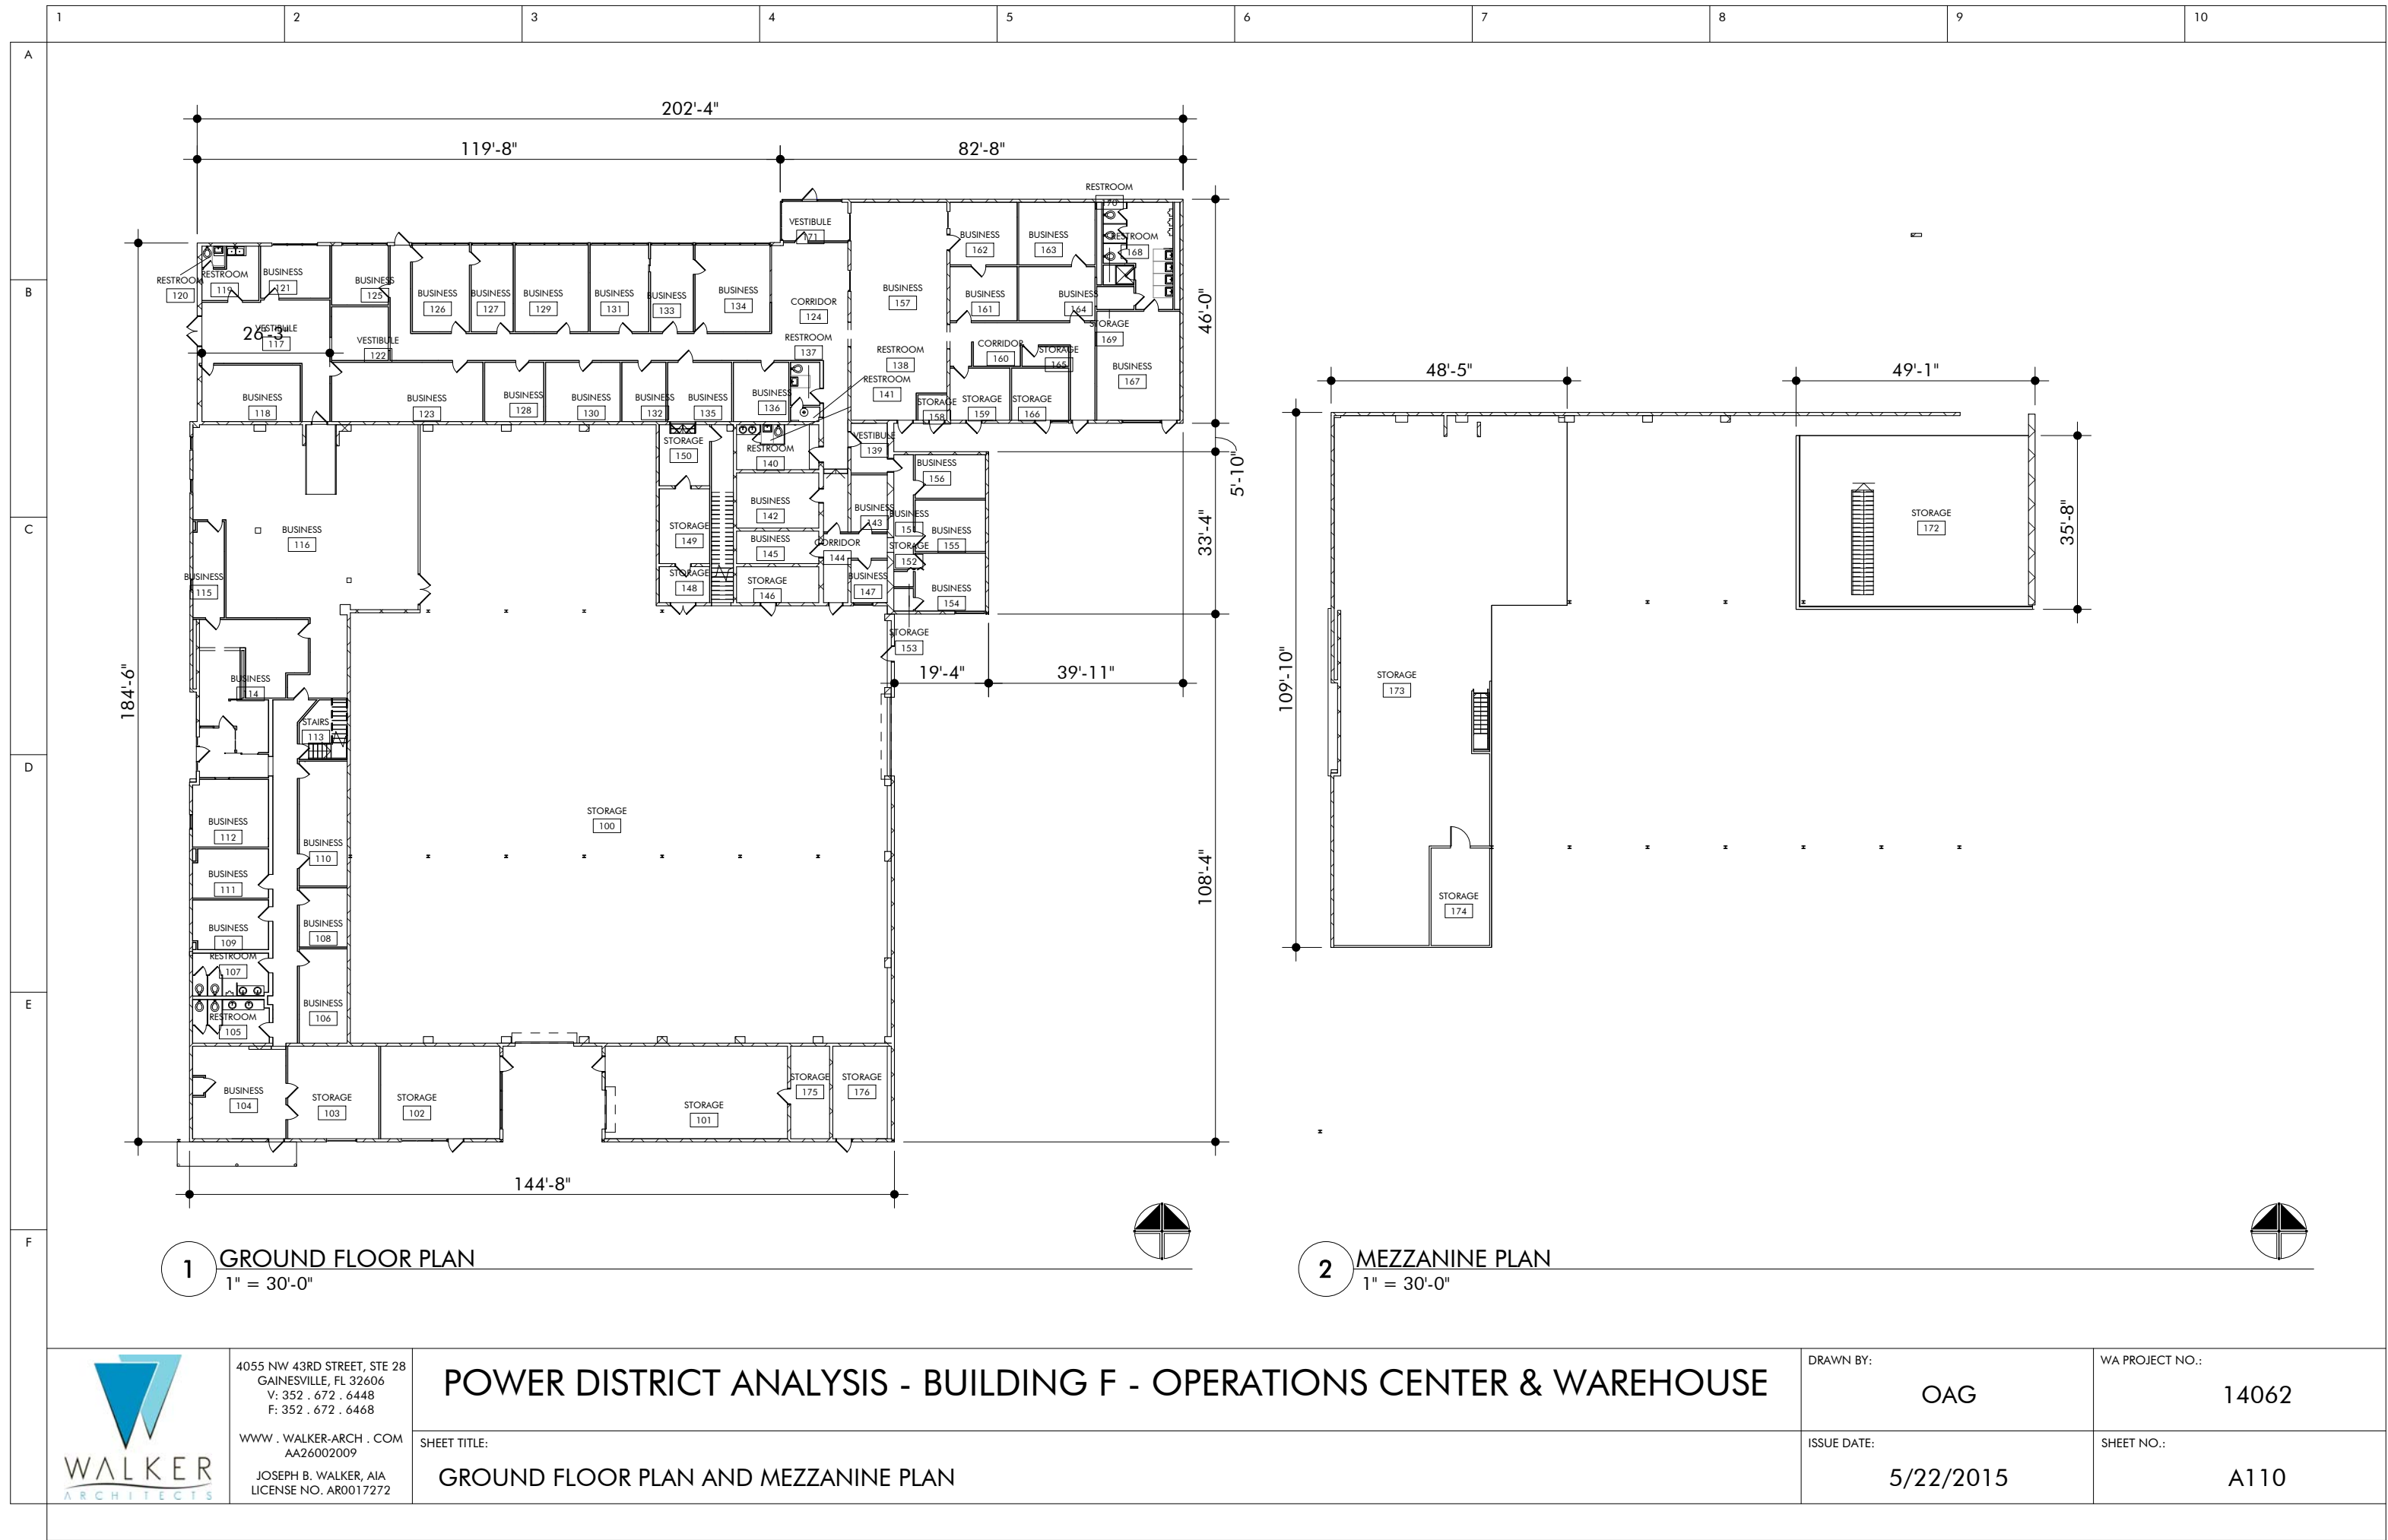 1 2 3 4 5 6 7 8 9 10
A
B
C
D
E
F
202'-4"
119'-8" 82'-8"
RESTROOM
170
VESTIBULE
171
BUSINESS
162
BUSINESS
163
RESTROOM
168
RESTROOM
120
RESTROOM
119
BUSINESS
121
BUSINESS
125
BUSINESS
126
BUSINESS
127
BUSINESS
129
BUSINESS
131
BUSINESS
133
BUSINESS
134
CORRIDOR
124
BUSINESS
157
BUSINESS
161
BUSINESS
164
46'-0"
26'-3"
VESTIBULE
117
VESTIBULE
122
RESTROOM
137
RESTROOM
138
CORRIDOR
160
STORAGE
165
STORAGE
169
BUSINESS
167
RESTROOM
141
BUSINESS
118
BUSINESS
123
BUSINESS
128
BUSINESS
130
BUSINESS
132
BUSINESS
135
BUSINESS
136
STORAGE
158
STORAGE
159
STORAGE
166
STORAGE
150
RESTROOM
140
VESTIBULE
139
BUSINESS
156
5'-10"
BUSINESS
116
STORAGE
149
BUSINESS
142
BUSINESS
143
BUSINESS
151
BUSINESS
155
33'-4"
BUSINESS
145
CORRIDOR
144
STORAGE
152
BUSINESS
115
STORAGE
148
STORAGE
146
BUSINESS
147
BUSINESS
154
STORAGE
153
19'-4" 39'-11"
184'-6"
BUSINESS
114
STAIRS
113
STORAGE
100
108'-4"
BUSINESS
112
BUSINESS
110
BUSINESS
111
BUSINESS
109
BUSINESS
108
RESTROOM
107
RESTROOM
105
BUSINESS
106
BUSINESS
104
STORAGE
103
STORAGE
102
STORAGE
101
STORAGE
175
STORAGE
176
144'-8"
1 GROUND FLOOR PLAN
1" = 30'-0"
48'-5" 49'-1"
STORAGE
172
35'-8"
109'-10"
STORAGE
173
STORAGE
174
2 MEZZANINE PLAN
1" = 30'-0"
WALKER
ARCHITECTS
4055 NW 43RD STREET, STE 28
GAINESVILLE, FL 32606
V: 352 . 672 . 6448
F: 352 . 672 . 6468
WWW . WALKER-ARCH . COM
AA26002009
JOSEPH B. WALKER, AIA
LICENSE NO. AR0017272
POWER DISTRICT ANALYSIS - BUILDING F - OPERATIONS CENTER & WAREHOUSE
SHEET TITLE:
GROUND FLOOR PLAN AND MEZZANINE PLAN
DRAWN BY:
OAG
WA PROJECT NO.:
14062
ISSUE DATE:
5/22/2015
SHEET NO.:
A110